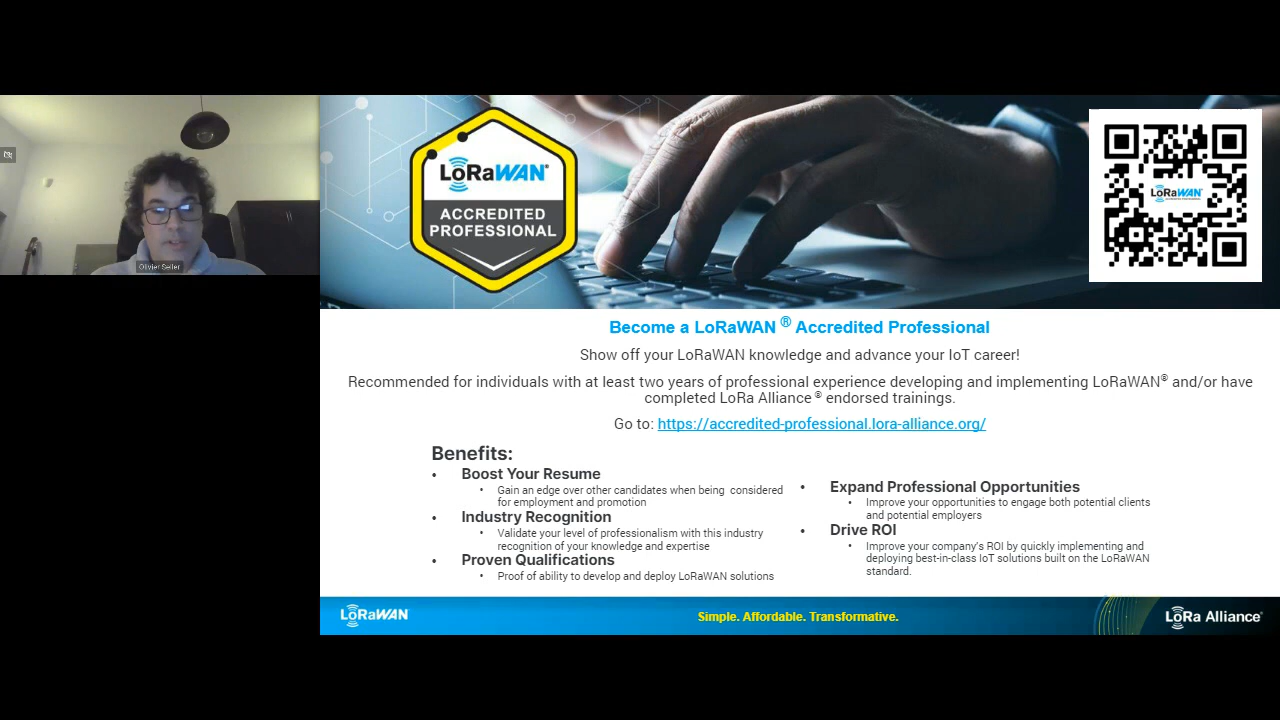 Olivier Seller
LoRaWAN®
ACCREDITED
PROFESSIONAL
LoRaWAN
Become a LoRaWAN ® Accredited Professional
Show off your LoRaWAN knowledge and advance your IoT career!
Recommended for individuals with at least two years of professional experience developing and implementing LoRaWAN® and/or have
completed LoRa Alliance ® endorsed trainings.
Go to: https://accredited-professional.lora-alliance.org/
Benefits:
• Boost Your Resume
• Gain an edge over other candidates when being considered
for employment and promotion
• Industry Recognition
• Validate your level of professionalism with this industry
recognition of your knowledge and expertise
• Proven Qualifications
• Proof of ability to develop and deploy LoRaWAN solutions
• Expand Professional Opportunities
• Improve your opportunities to engage both potential clients
and potential employers
• Drive ROI
• Improve your company's ROI by quickly implementing and
deploying best-in-class IoT solutions built on the LoRaWAN
standard.
LoRaWAN
Simple. Affordable. Transformative.
LoRa Alliance®